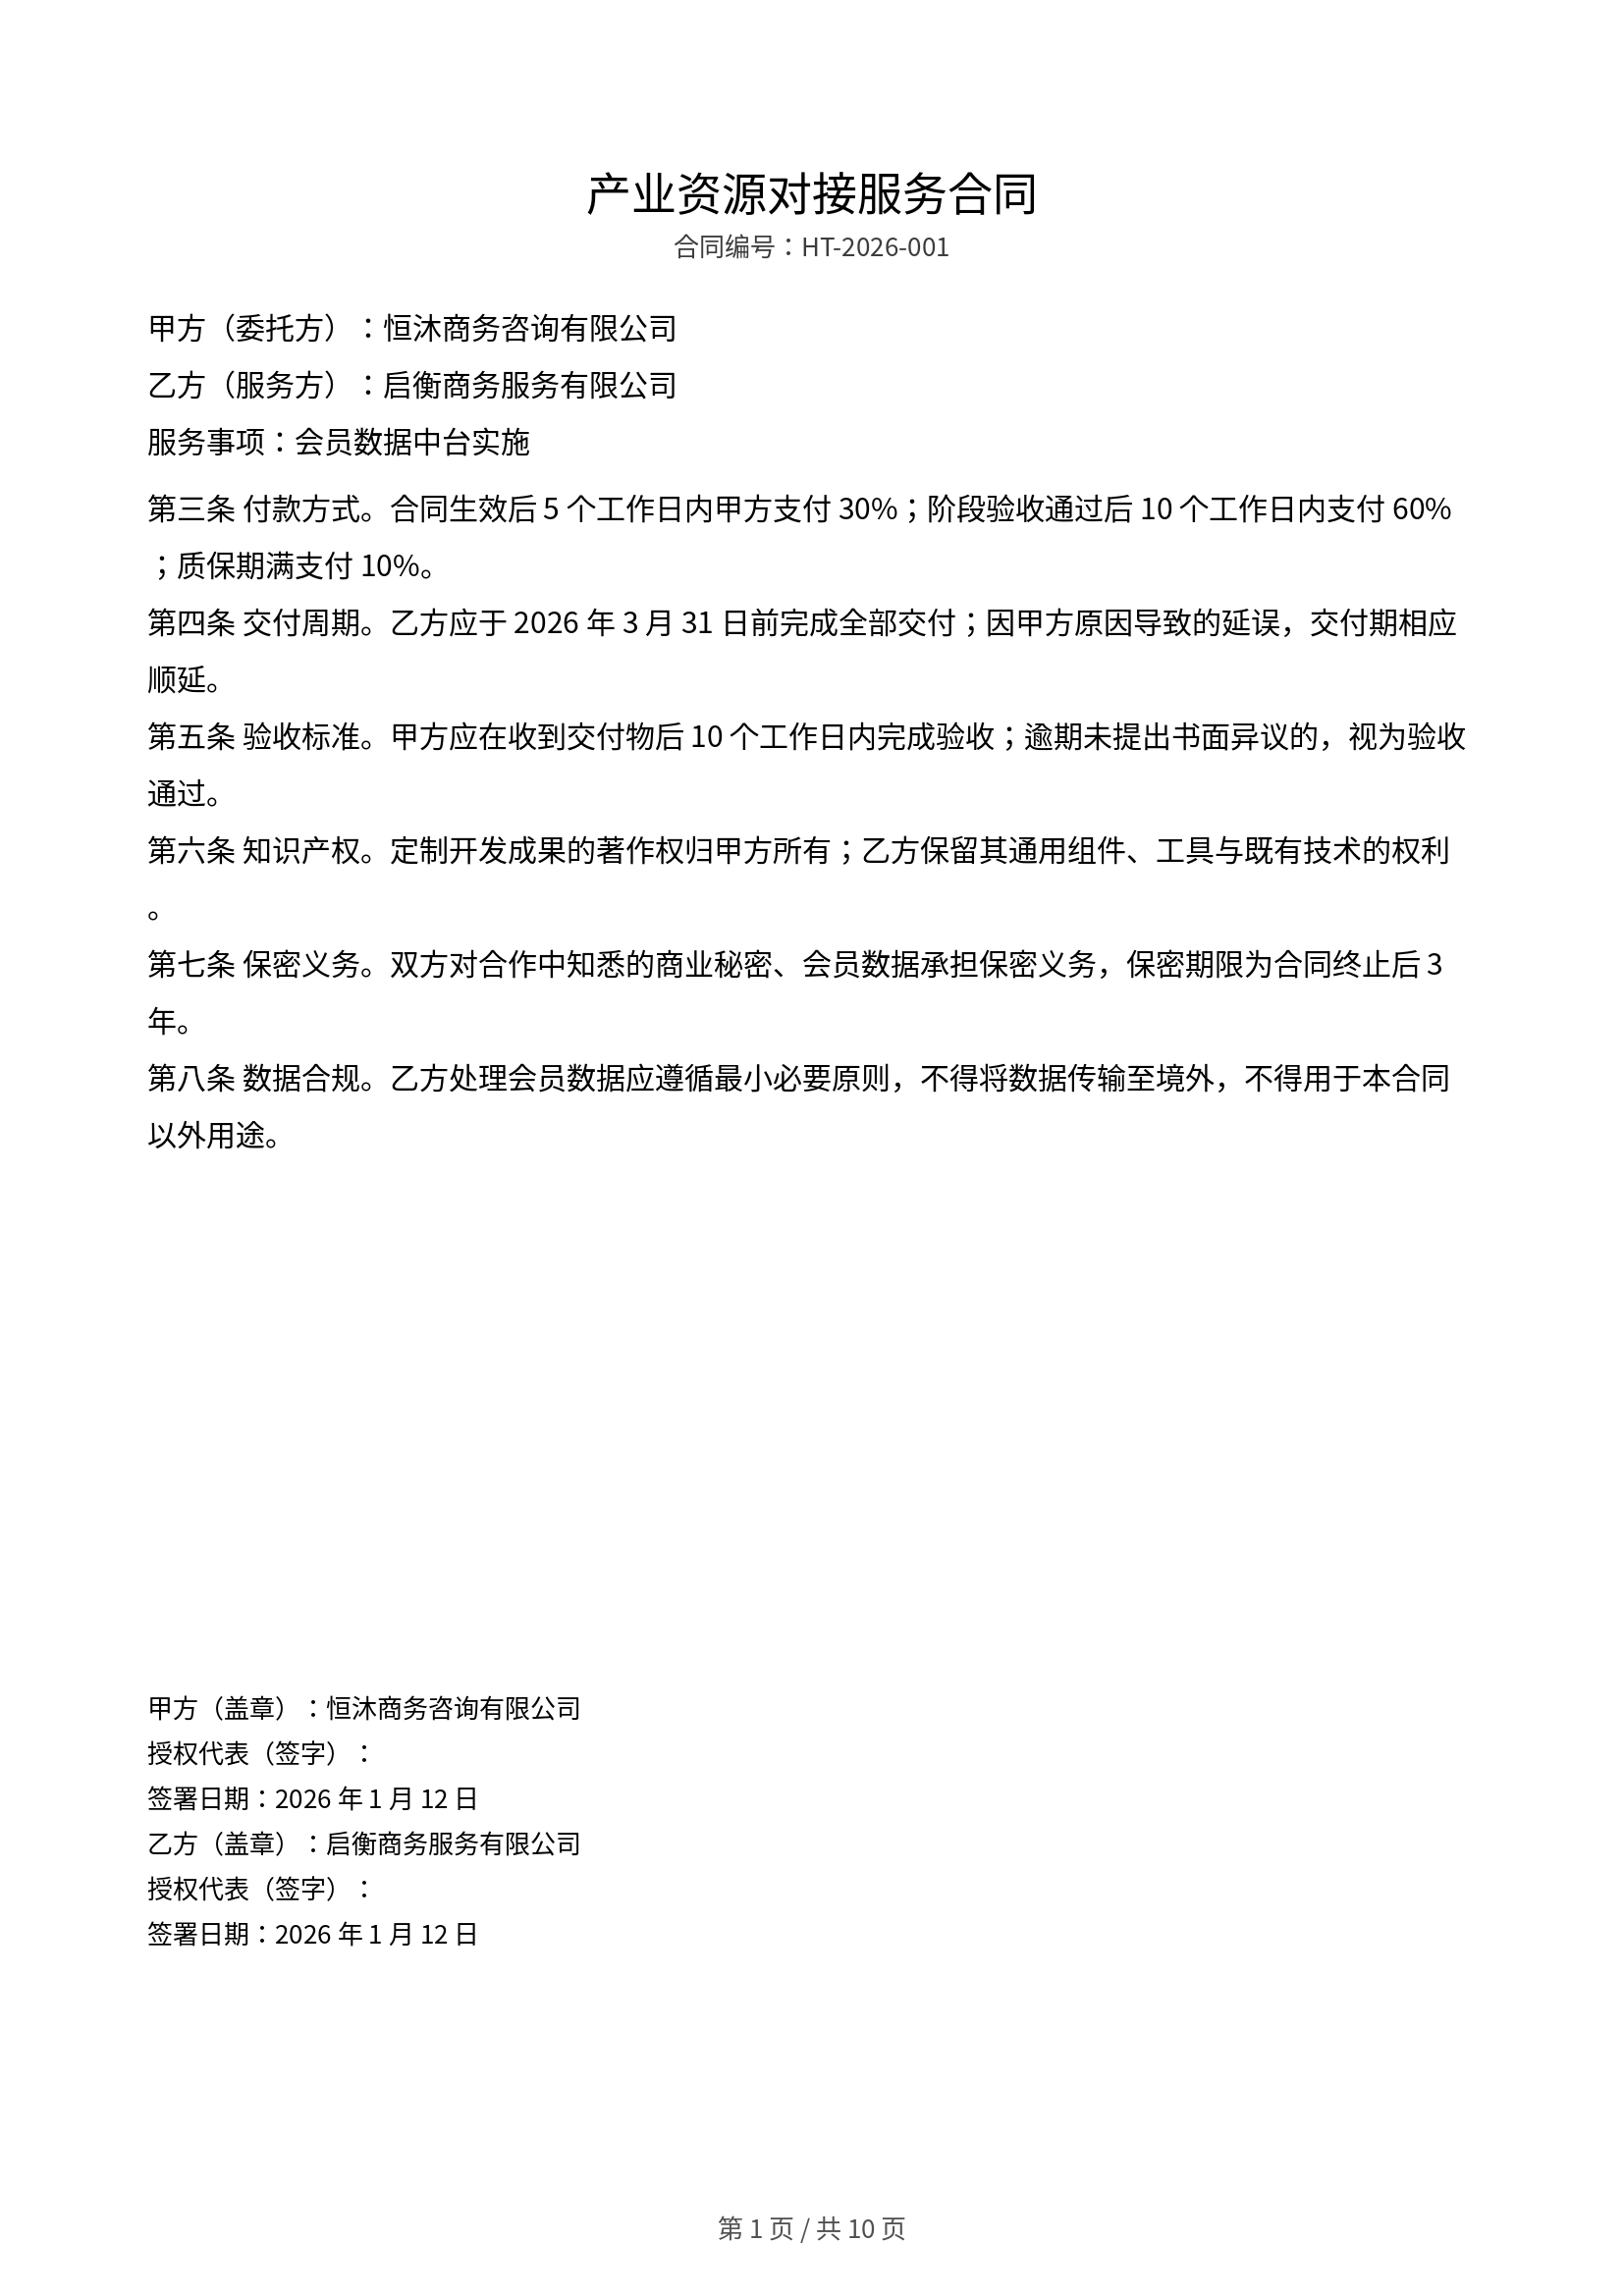 产业资源对接服务合同
合同编号：HT-2026-001
甲方（委托方）：恒沐商务咨询有限公司
乙方（服务方）：启衡商务服务有限公司
服务事项：会员数据中台实施
第三条 付款方式。合同生效后 5 个工作日内甲方支付 30%；阶段验收通过后 10 个工作日内支付 60%
；质保期满支付 10%。
第四条 交付周期。乙方应于 2026 年 3 月 31 日前完成全部交付；因甲方原因导致的延误，交付期相应
顺延。
第五条 验收标准。甲方应在收到交付物后 10 个工作日内完成验收；逾期未提出书面异议的，视为验收
通过。
第六条 知识产权。定制开发成果的著作权归甲方所有；乙方保留其通用组件、工具与既有技术的权利
。
第七条 保密义务。双方对合作中知悉的商业秘密、会员数据承担保密义务，保密期限为合同终止后 3
年。
第八条 数据合规。乙方处理会员数据应遵循最小必要原则，不得将数据传输至境外，不得用于本合同
以外用途。
甲方（盖章）：恒沐商务咨询有限公司
授权代表（签字）：
签署日期：2026 年 1 月 12 日
乙方（盖章）：启衡商务服务有限公司
授权代表（签字）：
签署日期：2026 年 1 月 12 日
第 1 页 / 共 10 页